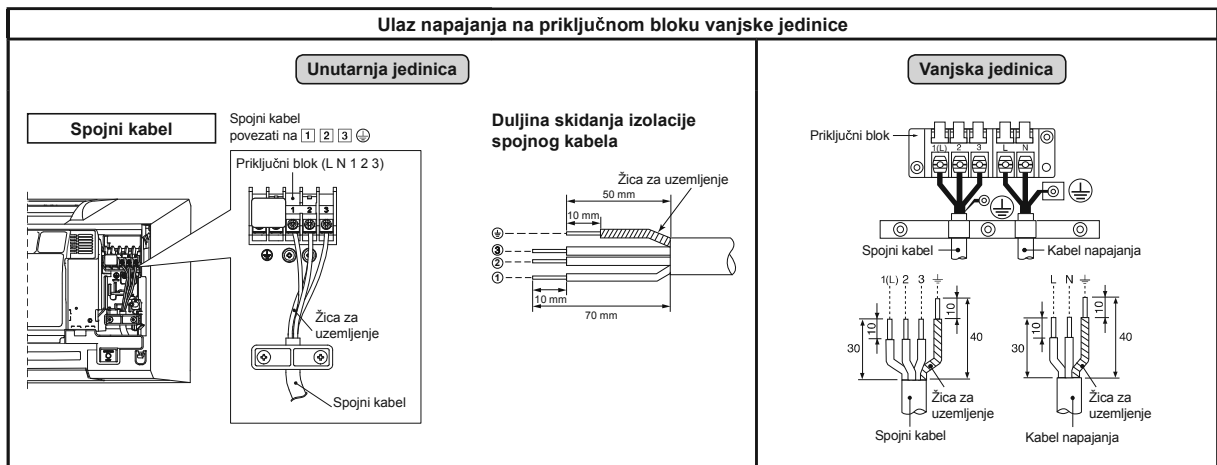 Ulaz napajanja na priključnom bloku vanjske jedinice
Unutarnja jedinica
Spojni kabel
Spojni kabel
povezati na 1 2 3 ⏚
Priključni blok (L N 1 2 3)
1 2 3
Žica za
uzemljenje
Spojni kabel
Duljina skidanja izolacije
spojnog kabela
Žica za uzemljenje
50 mm
10 mm
③
②
①
10 mm
70 mm
Vanjska jedinica
Priključni blok
1(L) 2 3 L N
Spojni kabel
Kabel napajanja
1(L) 2 3
10
10
30
40
Žica za
uzemljenje
Spojni kabel
L N
10
10
30
40
Žica za
uzemljenje
Kabel napajanja